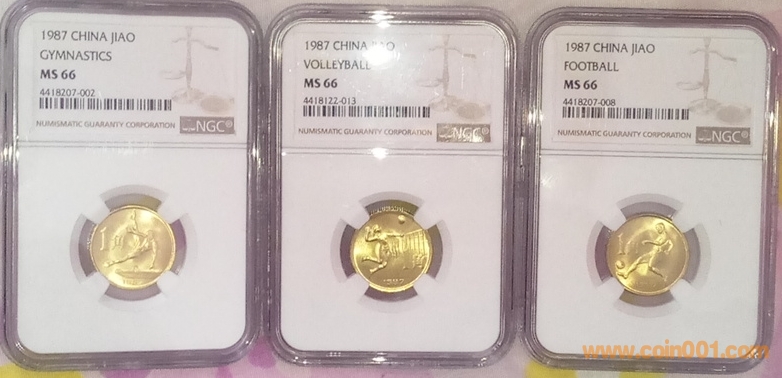 1987 CHINA JIAO
GYMNASTICS
MS 66
4418207-002
NUMISMATIC GUARANTY CORPORATION
NGC®
1987 CHINA JIAO
VOLLEYBALL
MS 66
4418122-013
NUMISMATIC GUARANTY CORPORATION
NGC®
1987 CHINA JIAO
FOOTBALL
MS 66
4418207-008
NUMISMATIC GUARANTY CORPORATION
NGC®
1987
www.coin001.com